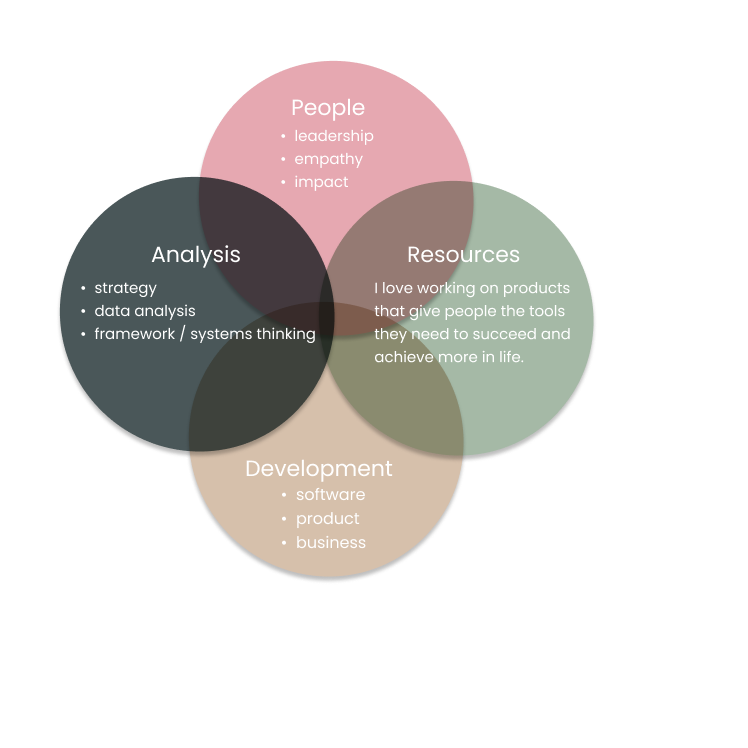 People
• leadership
• empathy
• impact
Analysis
• strategy
• data analysis
• framework / systems thinking
Resources
I love working on products
that give people the tools
they need to succeed and
achieve more in life.
Development
• software
• product
• business